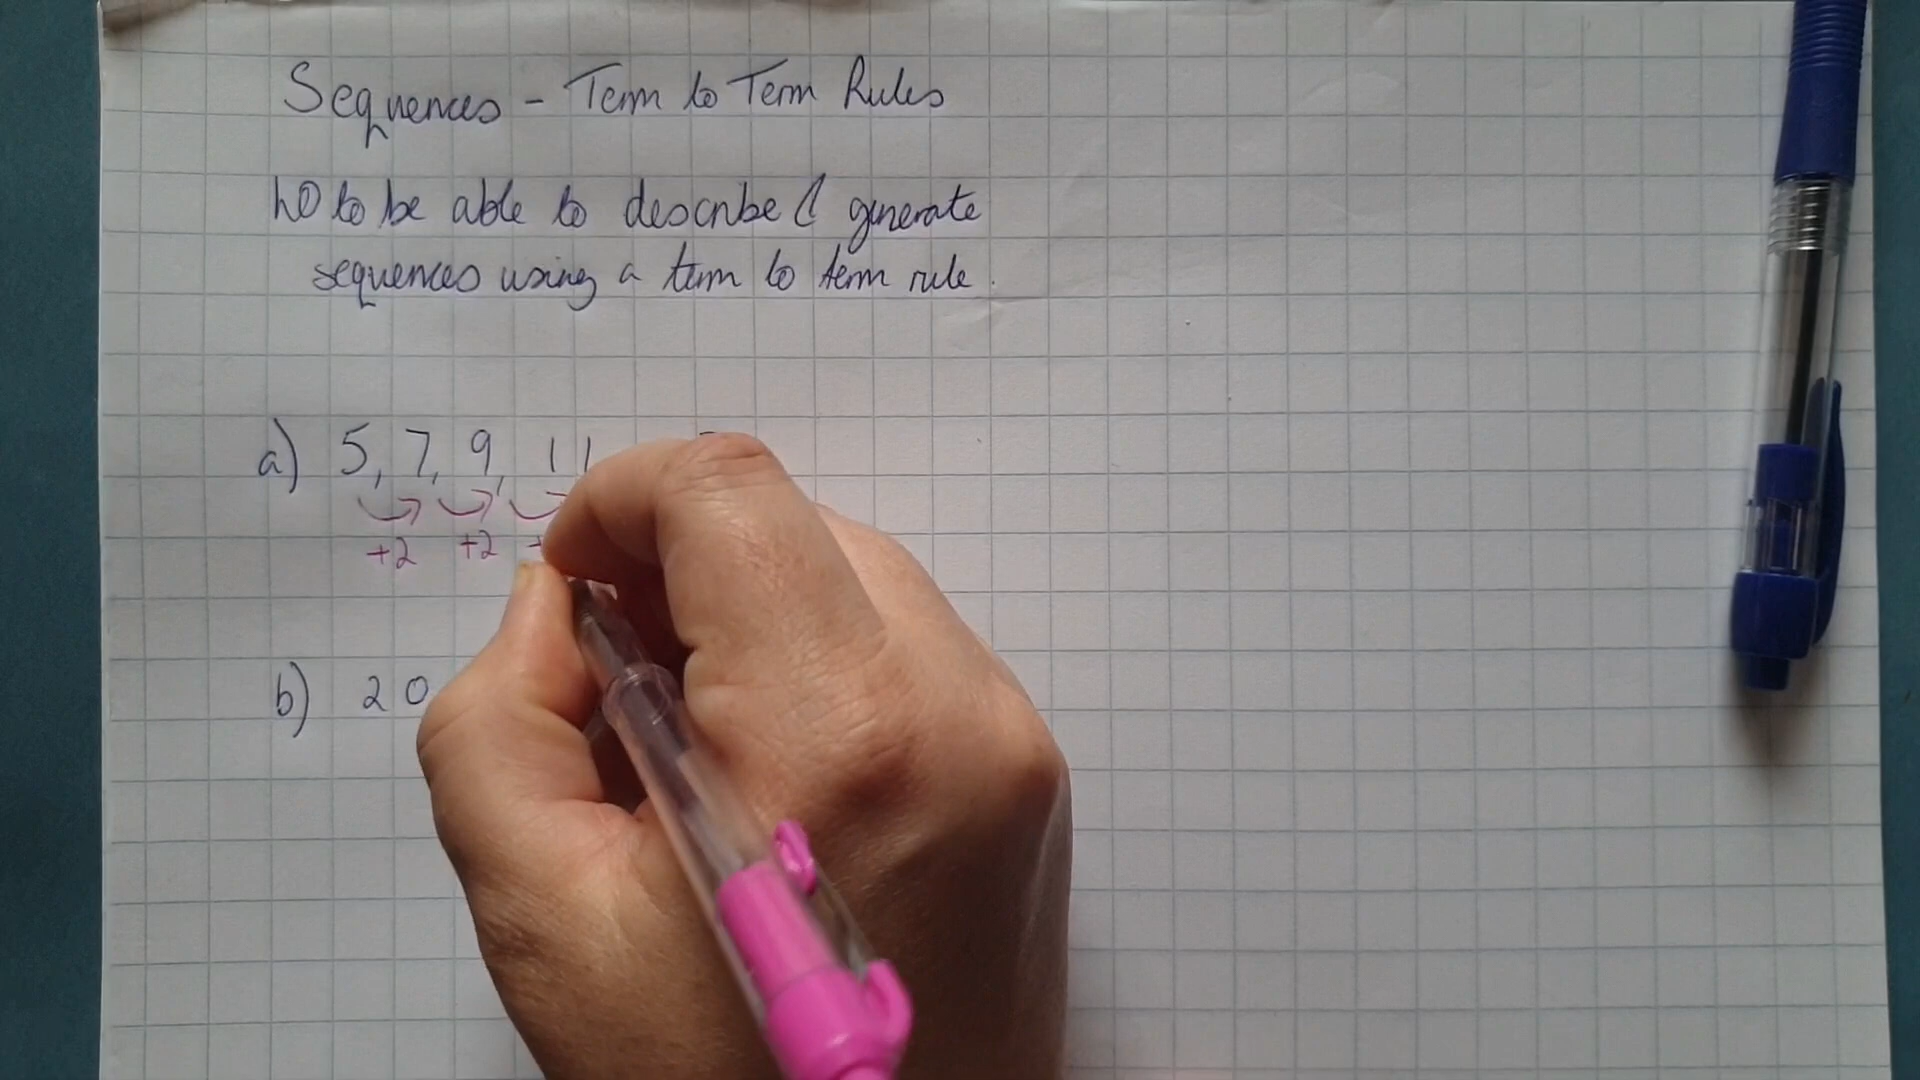 Sequences - Term to Term Rules
LO to be able to describe & generate
sequences using a term to term rule.
a) 5, 7, 9, 11
+2 +2 +
b) 20